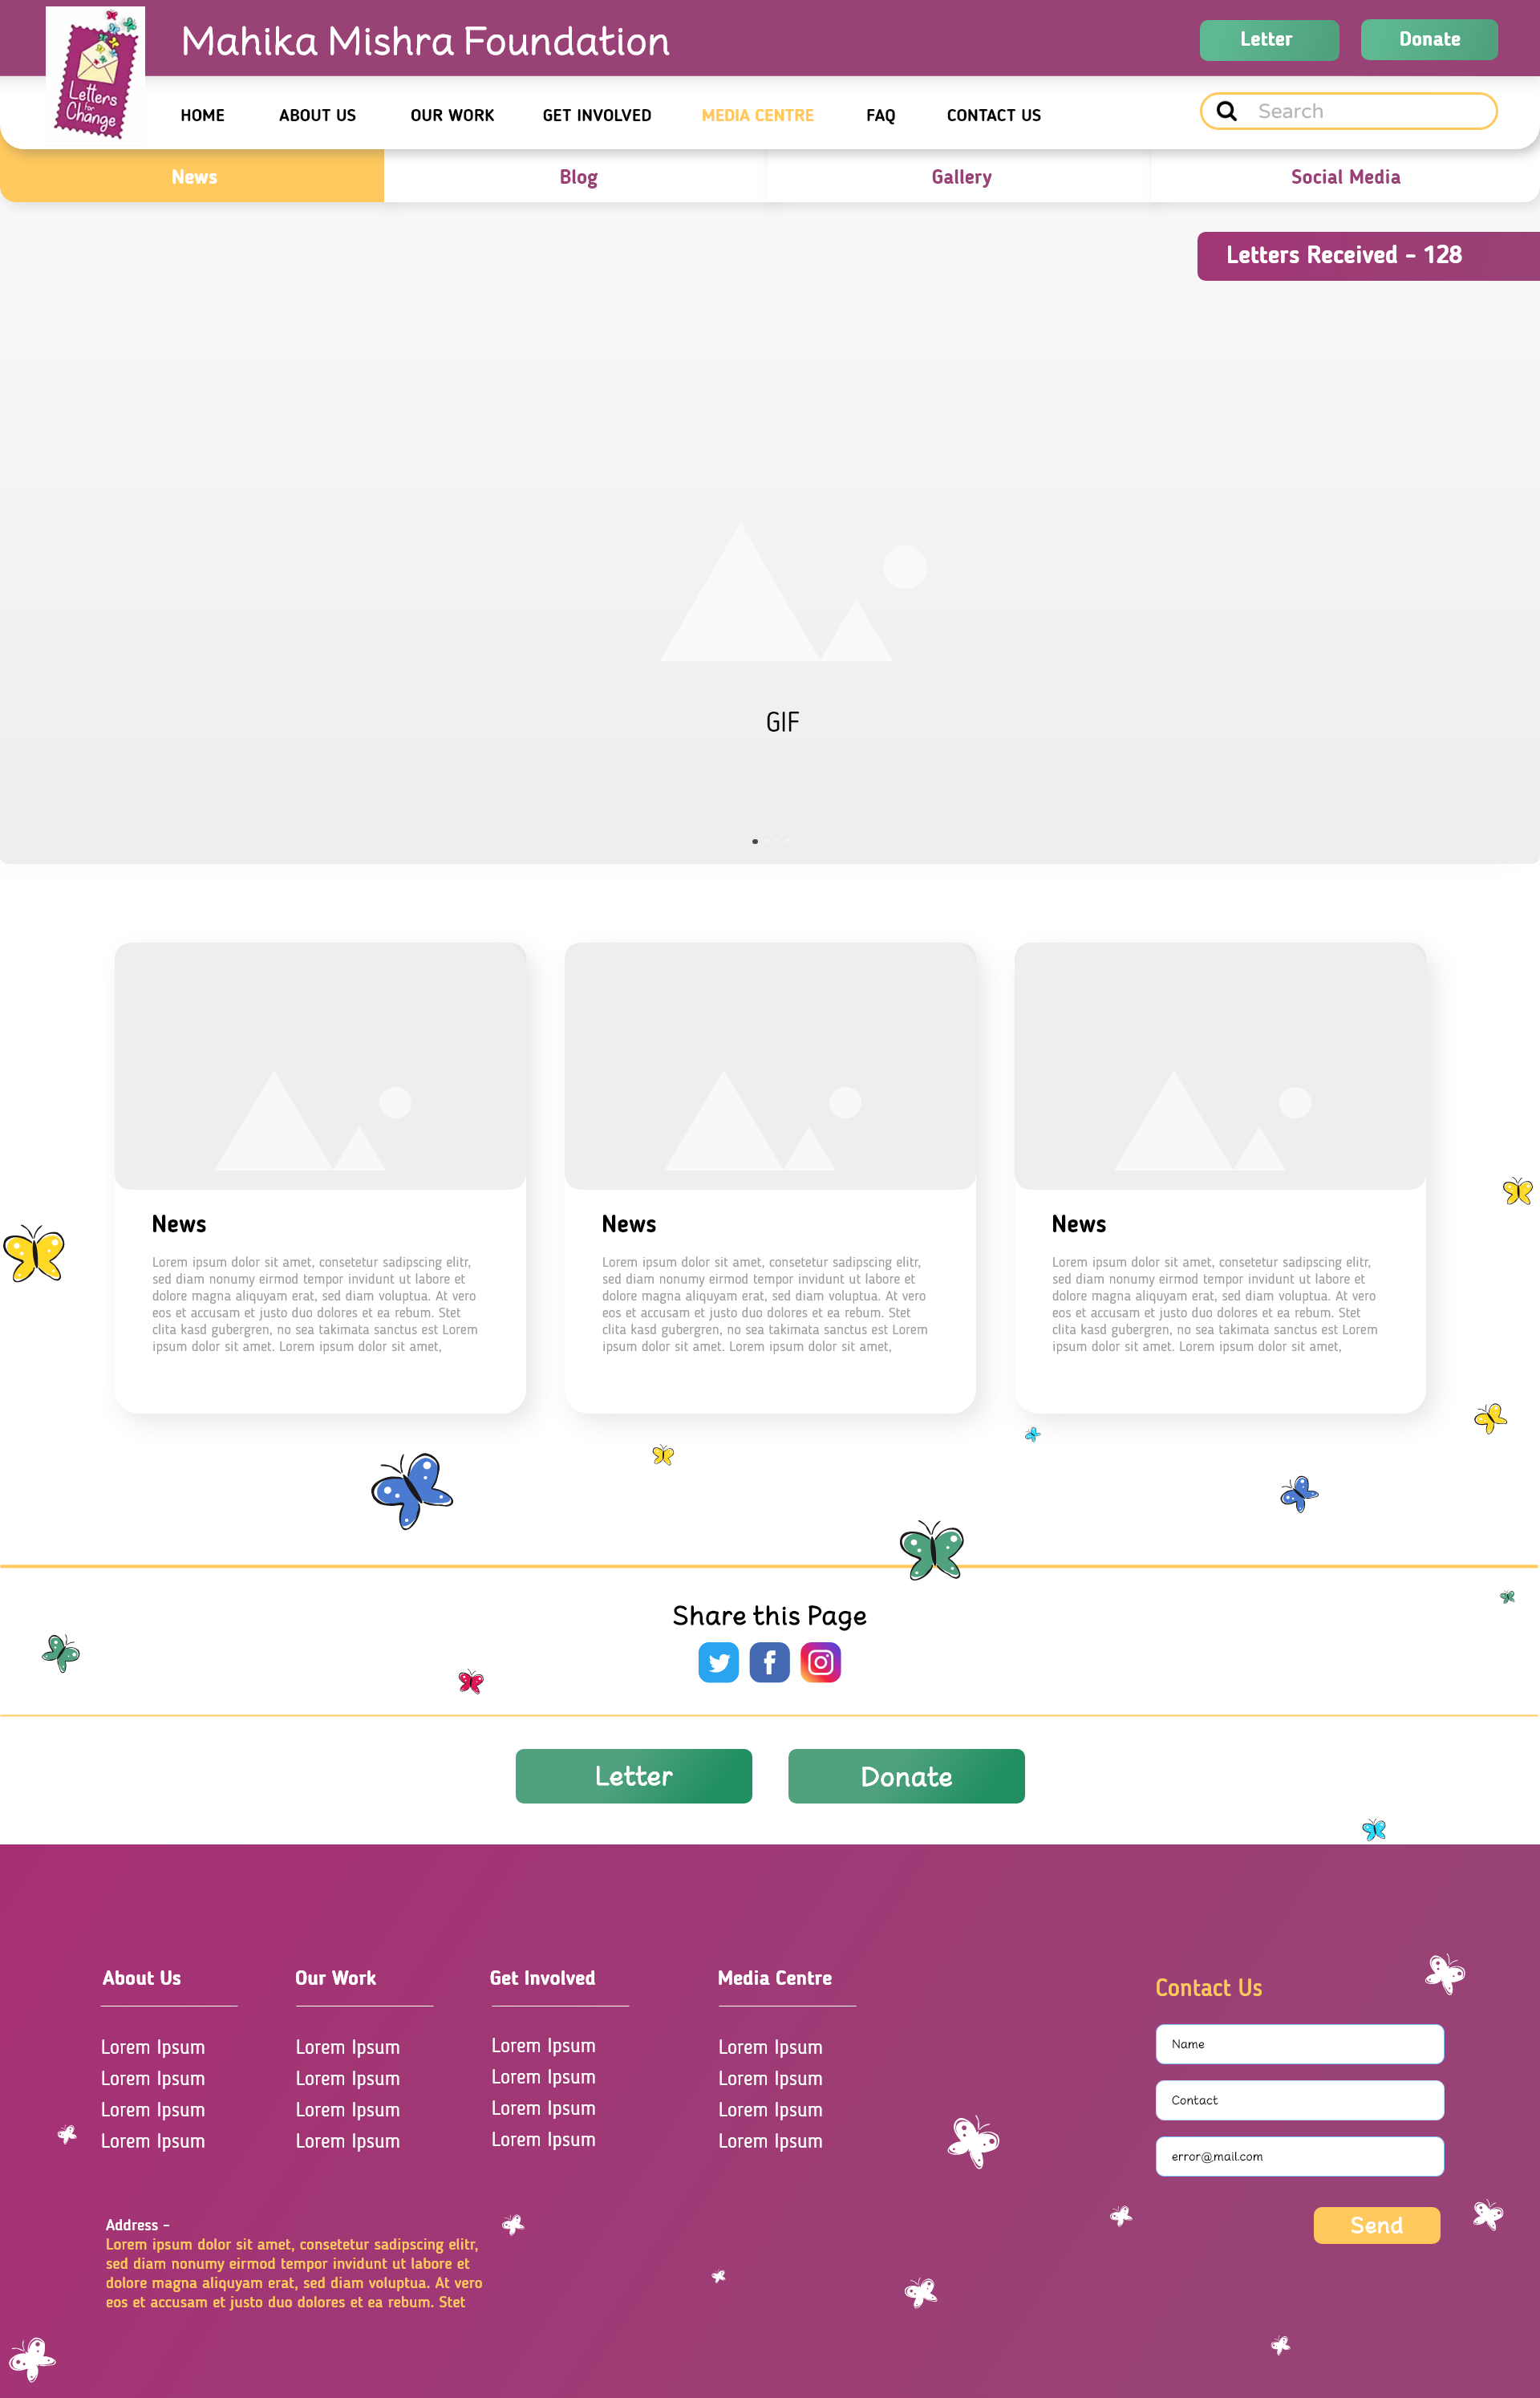 Mahika Mishra Foundation
Letter
Donate
Letters
for
Change
HOME
ABOUT US
OUR WORK
GET INVOLVED
MEDIA CENTRE
FAQ
CONTACT US
Search
News
Blog
Gallery
Social Media
Letters Received - 128
GIF
News
Lorem ipsum dolor sit amet, consetetur sadipscing elitr,
sed diam nonumy eirmod tempor invidunt ut labore et
dolore magna aliquyam erat, sed diam voluptua. At vero
eos et accusam et justo duo dolores et ea rebum. Stet
clita kasd gubergren, no sea takimata sanctus est Lorem
ipsum dolor sit amet. Lorem ipsum dolor sit amet,
News
Lorem ipsum dolor sit amet, consetetur sadipscing elitr,
sed diam nonumy eirmod tempor invidunt ut labore et
dolore magna aliquyam erat, sed diam voluptua. At vero
eos et accusam et justo duo dolores et ea rebum. Stet
clita kasd gubergren, no sea takimata sanctus est Lorem
ipsum dolor sit amet. Lorem ipsum dolor sit amet,
News
Lorem ipsum dolor sit amet, consetetur sadipscing elitr,
sed diam nonumy eirmod tempor invidunt ut labore et
dolore magna aliquyam erat, sed diam voluptua. At vero
eos et accusam et justo duo dolores et ea rebum. Stet
clita kasd gubergren, no sea takimata sanctus est Lorem
ipsum dolor sit amet. Lorem ipsum dolor sit amet,
Share this Page
Letter
Donate
About Us
Lorem Ipsum
Lorem Ipsum
Lorem Ipsum
Lorem Ipsum
Our Work
Lorem Ipsum
Lorem Ipsum
Lorem Ipsum
Lorem Ipsum
Get Involved
Lorem Ipsum
Lorem Ipsum
Lorem Ipsum
Lorem Ipsum
Media Centre
Lorem Ipsum
Lorem Ipsum
Lorem Ipsum
Lorem Ipsum
Contact Us
Name
Contact
error@mail.com
Send
Address -
Lorem ipsum dolor sit amet, consetetur sadipscing elitr,
sed diam nonumy eirmod tempor invidunt ut labore et
dolore magna aliquyam erat, sed diam voluptua. At vero
eos et accusam et justo duo dolores et ea rebum. Stet